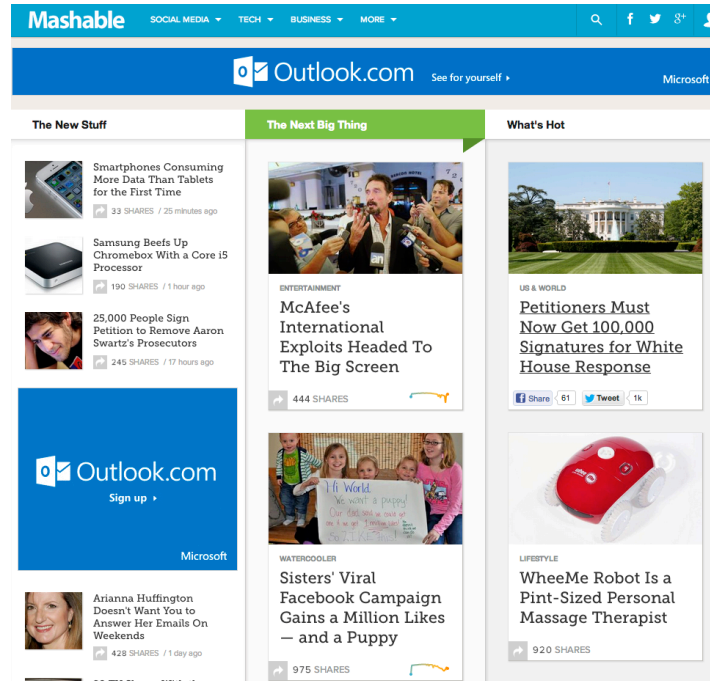 Mashable
SOCIAL MEDIA
TECH
BUSINESS
MORE
Outlook.com
See for yourself
Microsoft
The New Stuff
Smartphones Consuming
More Data Than Tablets
for the First Time
33 SHARES / 25 minutes ago
Samsung Beefs Up
Chromebox With a Core i5
Processor
190 SHARES / 1 hour ago
25,000 People Sign
Petition to Remove Aaron
Swartz's Prosecutors
245 SHARES / 17 hours ago
Outlook.com
Sign up
Microsoft
Arianna Huffington
Doesn't Want You to
Answer Her Emails On
Weekends
428 SHARES / 1 day ago
The Next Big Thing
ENTERTAINMENT
McAfee's
International
Exploits Headed To
The Big Screen
444 SHARES
Hi World.
We want a puppy!
WATERCOOLER
Sisters' Viral
Facebook Campaign
Gains a Million Likes
— and a Puppy
975 SHARES
What's Hot
US & WORLD
Petitioners Must
Now Get 100,000
Signatures for White
House Response
Share 61 Tweet 1k
LIFESTYLE
WheeMe Robot Is a
Pint-Sized Personal
Massage Therapist
920 SHARES